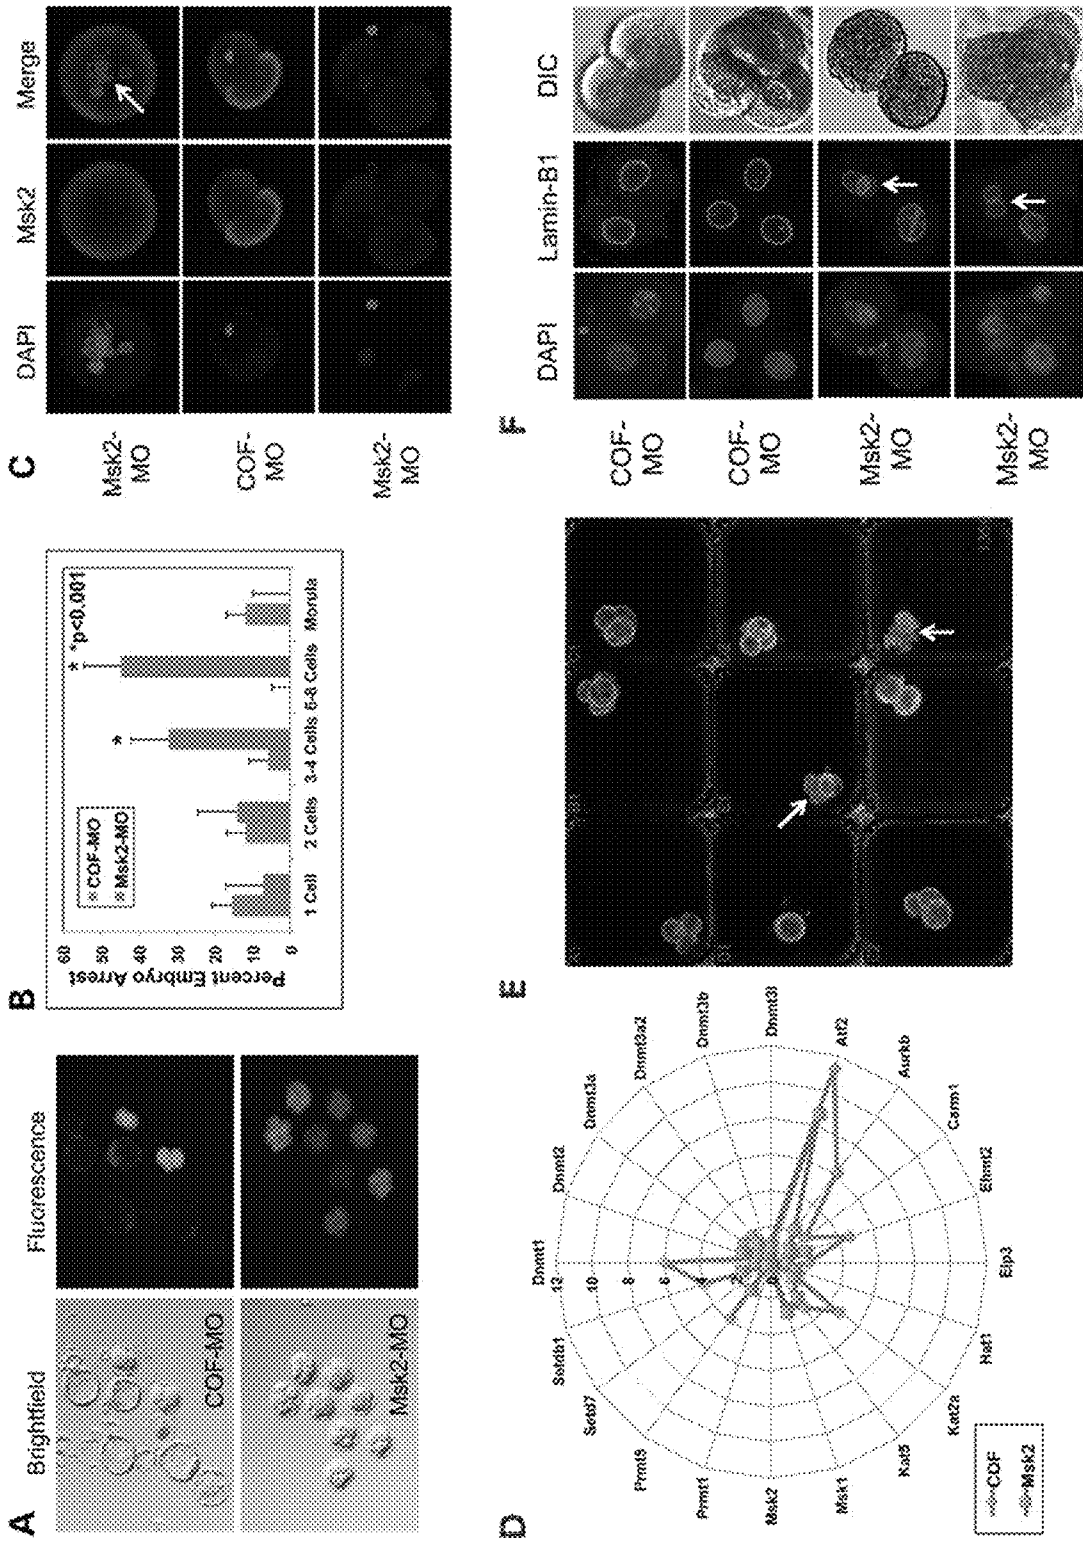 A
Brightfield
Fluorescence
COF-MO
Msk2-MO
B
Percent Embryo Arrest
60
50
40
30
20
10
0
COF-MO
Msk2-MO
*
*
*p<0.001
1 Cell
2 Cells
3-4 Cells
Morula
C
DAPI
Msk2
Merge
Msk2-
MO
COF-
MO
Msk2-
MO
D
COF
Msk2
Dnmt1
Dnmt2
Dnmt3a
Dnmt3a2
Dnmt3b
Dnmt3l
Atf2
Aurkb
Carm1
Ehmt2
Elp3
Hat1
Kat2a
Kat5
Msk1
Msk2
Prmt1
Prmt5
Setd7
Setdb1
12
10
8
6
4
2
0
E
F
DAPI
Lamin-B1
DIC
COF-
MO
COF-
MO
Msk2-
MO
Msk2-
MO